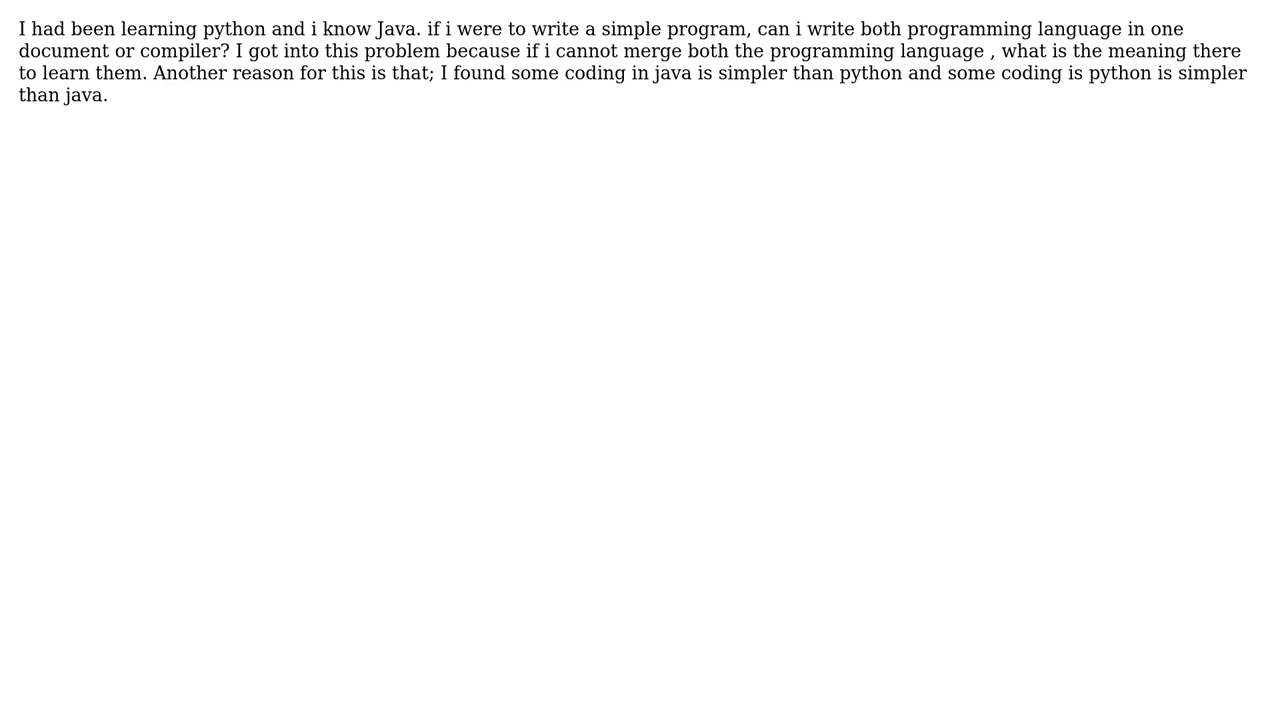 I had been learning python and i know Java. if i were to write a simple program, can i write both programming language in one
document or compiler? I got into this problem because if i cannot merge both the programming language , what is the meaning there
to learn them. Another reason for this is that; I found some coding in java is simpler than python and some coding is python is simpler
than java.